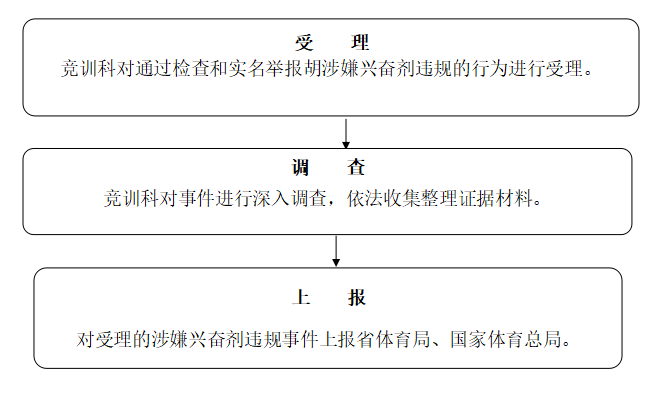 受 理
竞训科对通过检查和实名举报胡涉嫌兴奋剂违规的行为进行受理。
调 查
竞训科对事件进行深入调查，依法收集整理证据材料。
上 报
对受理的涉嫌兴奋剂违规事件上报省体育局、国家体育总局。